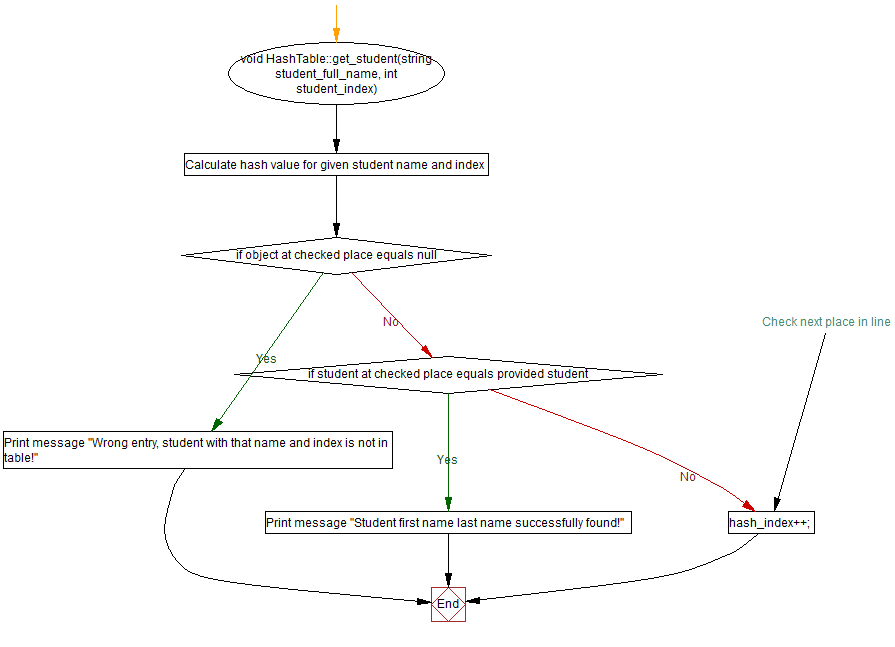 void HashTable::get_student(string
student_full_name, int
student_index)
Calculate hash value for given student name and index
if object at checked place equals null
No
Check next place in line
Yes
if student at checked place equals provided student
Print message "Wrong entry, student with that name and index is not in
table!"
Yes
No
Print message "Student first name last name successfully found!"
hash_index++;
End